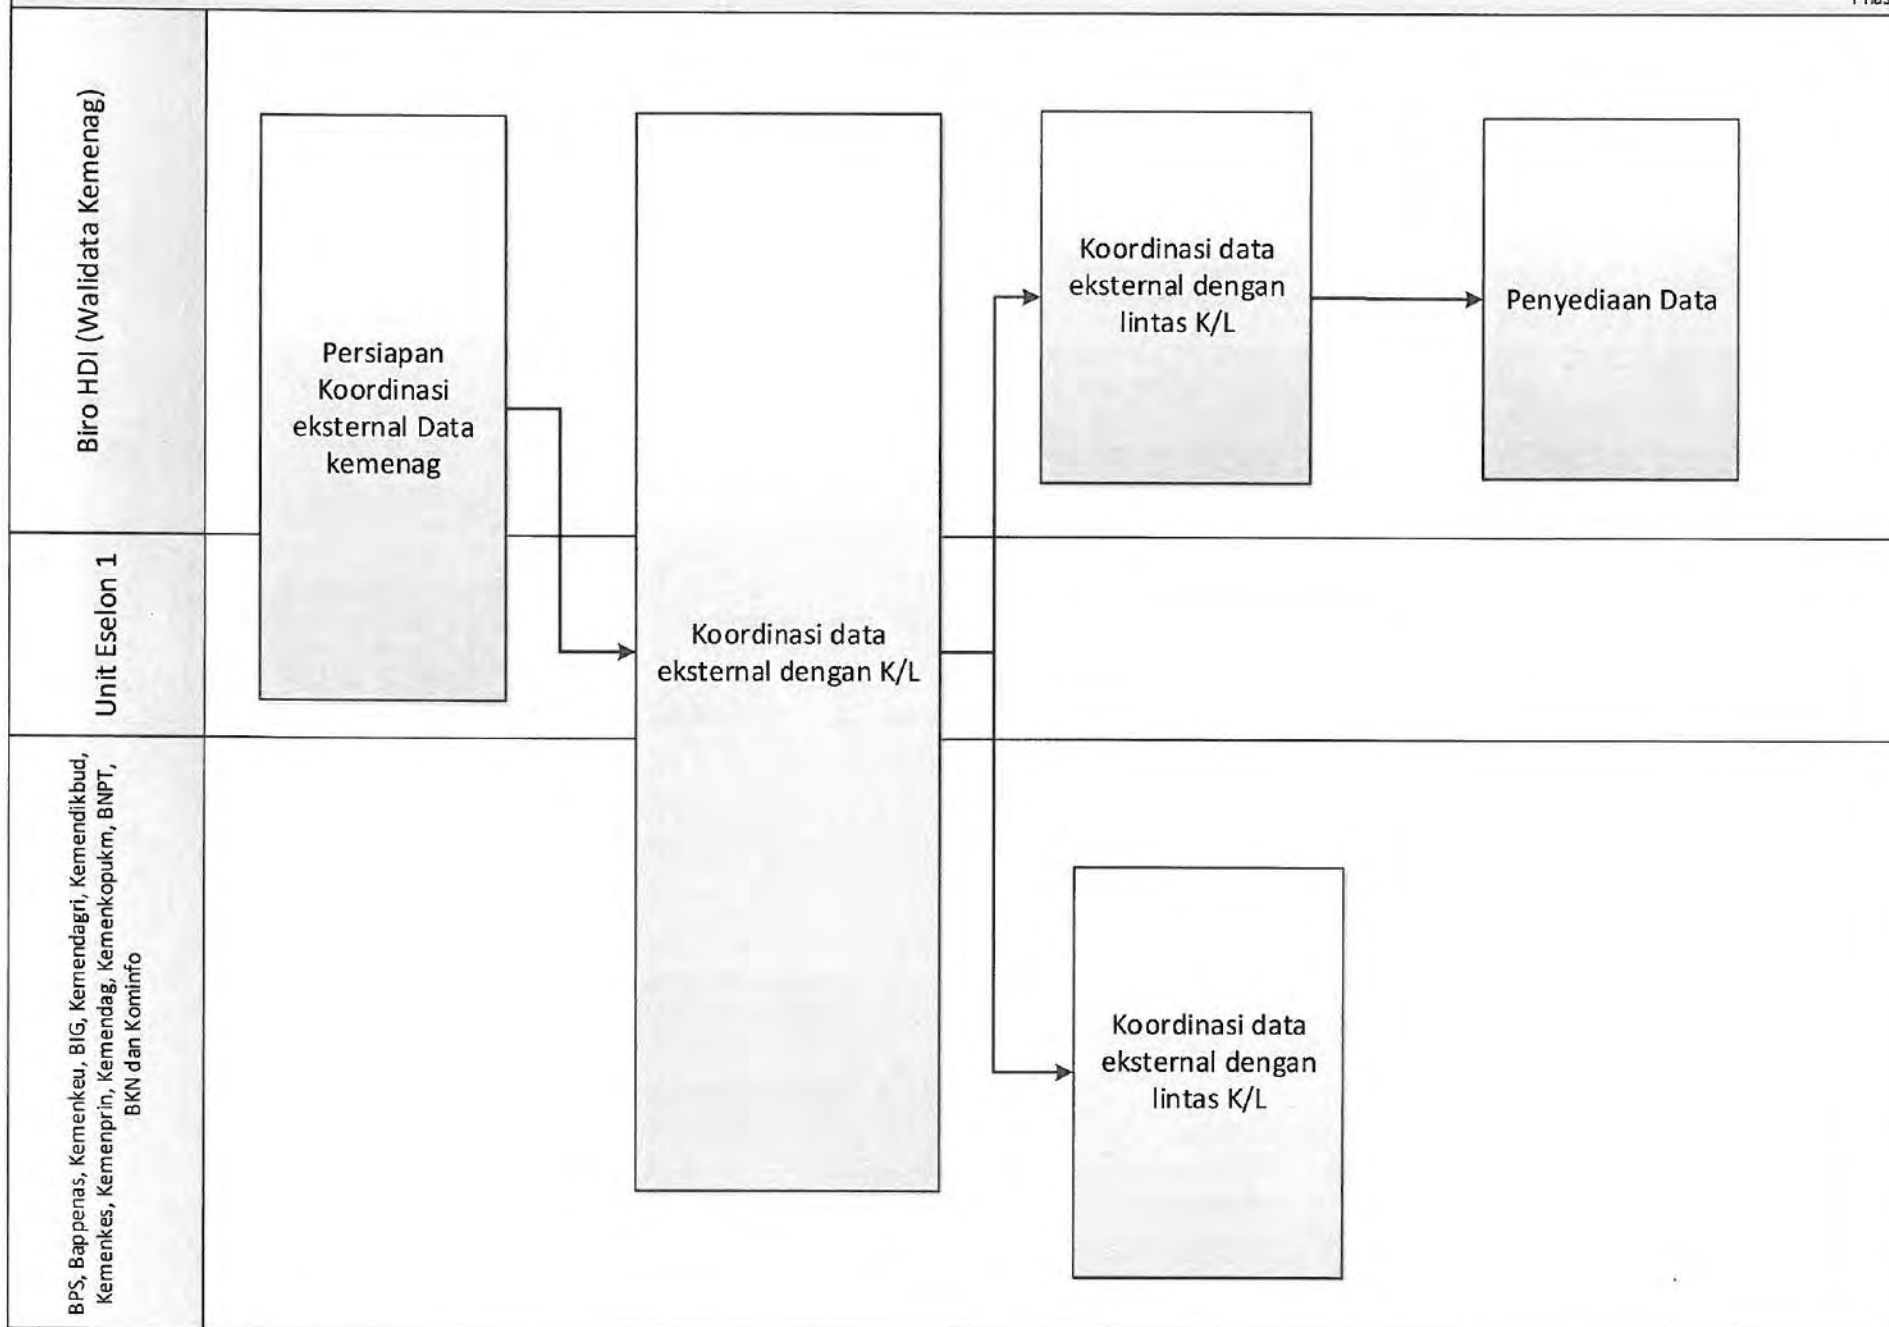 Biro HDI (Walidata Kemenag)
Persiapan
Koordinasi
eksternal Data
kemenag
Koordinasi data
eksternal dengan
lintas K/L
Penyediaan Data
Unit Eselon 1
Koordinasi data
eksternal dengan K/L
BPS, Bappenas, Kemenkeu, BIG, Kemendagri, Kemendikbud,
Kemenkes, Kemenprin, Kemendag, Kemenkopukm, BNPT,
BKN dan Kominfo
Koordinasi data
eksternal dengan
lintas K/L